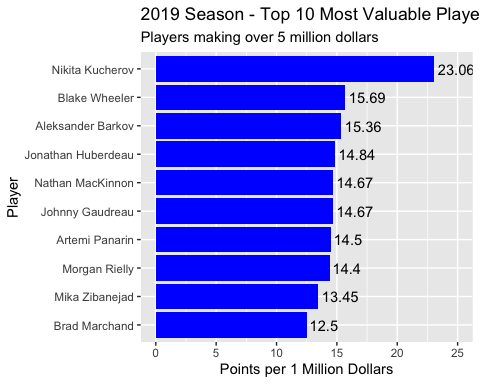 2019 Season - Top 10 Most Valuable Playe
Players making over 5 million dollars
Player
Nikita Kucherov 23.06
Blake Wheeler 15.69
Aleksander Barkov 15.36
Jonathan Huberdeau 14.84
Nathan MacKinnon 14.67
Johnny Gaudreau 14.67
Artemi Panarin 14.5
Morgan Rielly 14.4
Mika Zibanejad 13.45
Brad Marchand 12.5
0 5 10 15 20 25
Points per 1 Million Dollars